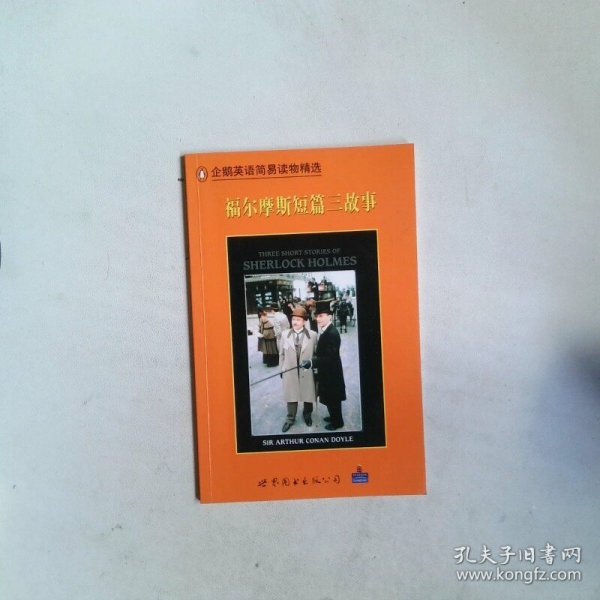 企鹅英语简易读物精选
福尔摩斯短篇三故事
THREE SHORT STORIES OF
SHERLOCK HOLMES
SIR ARTHUR CONAN DOYLE
世界图书出版公司
孔夫子旧书网
www.kongfz.com